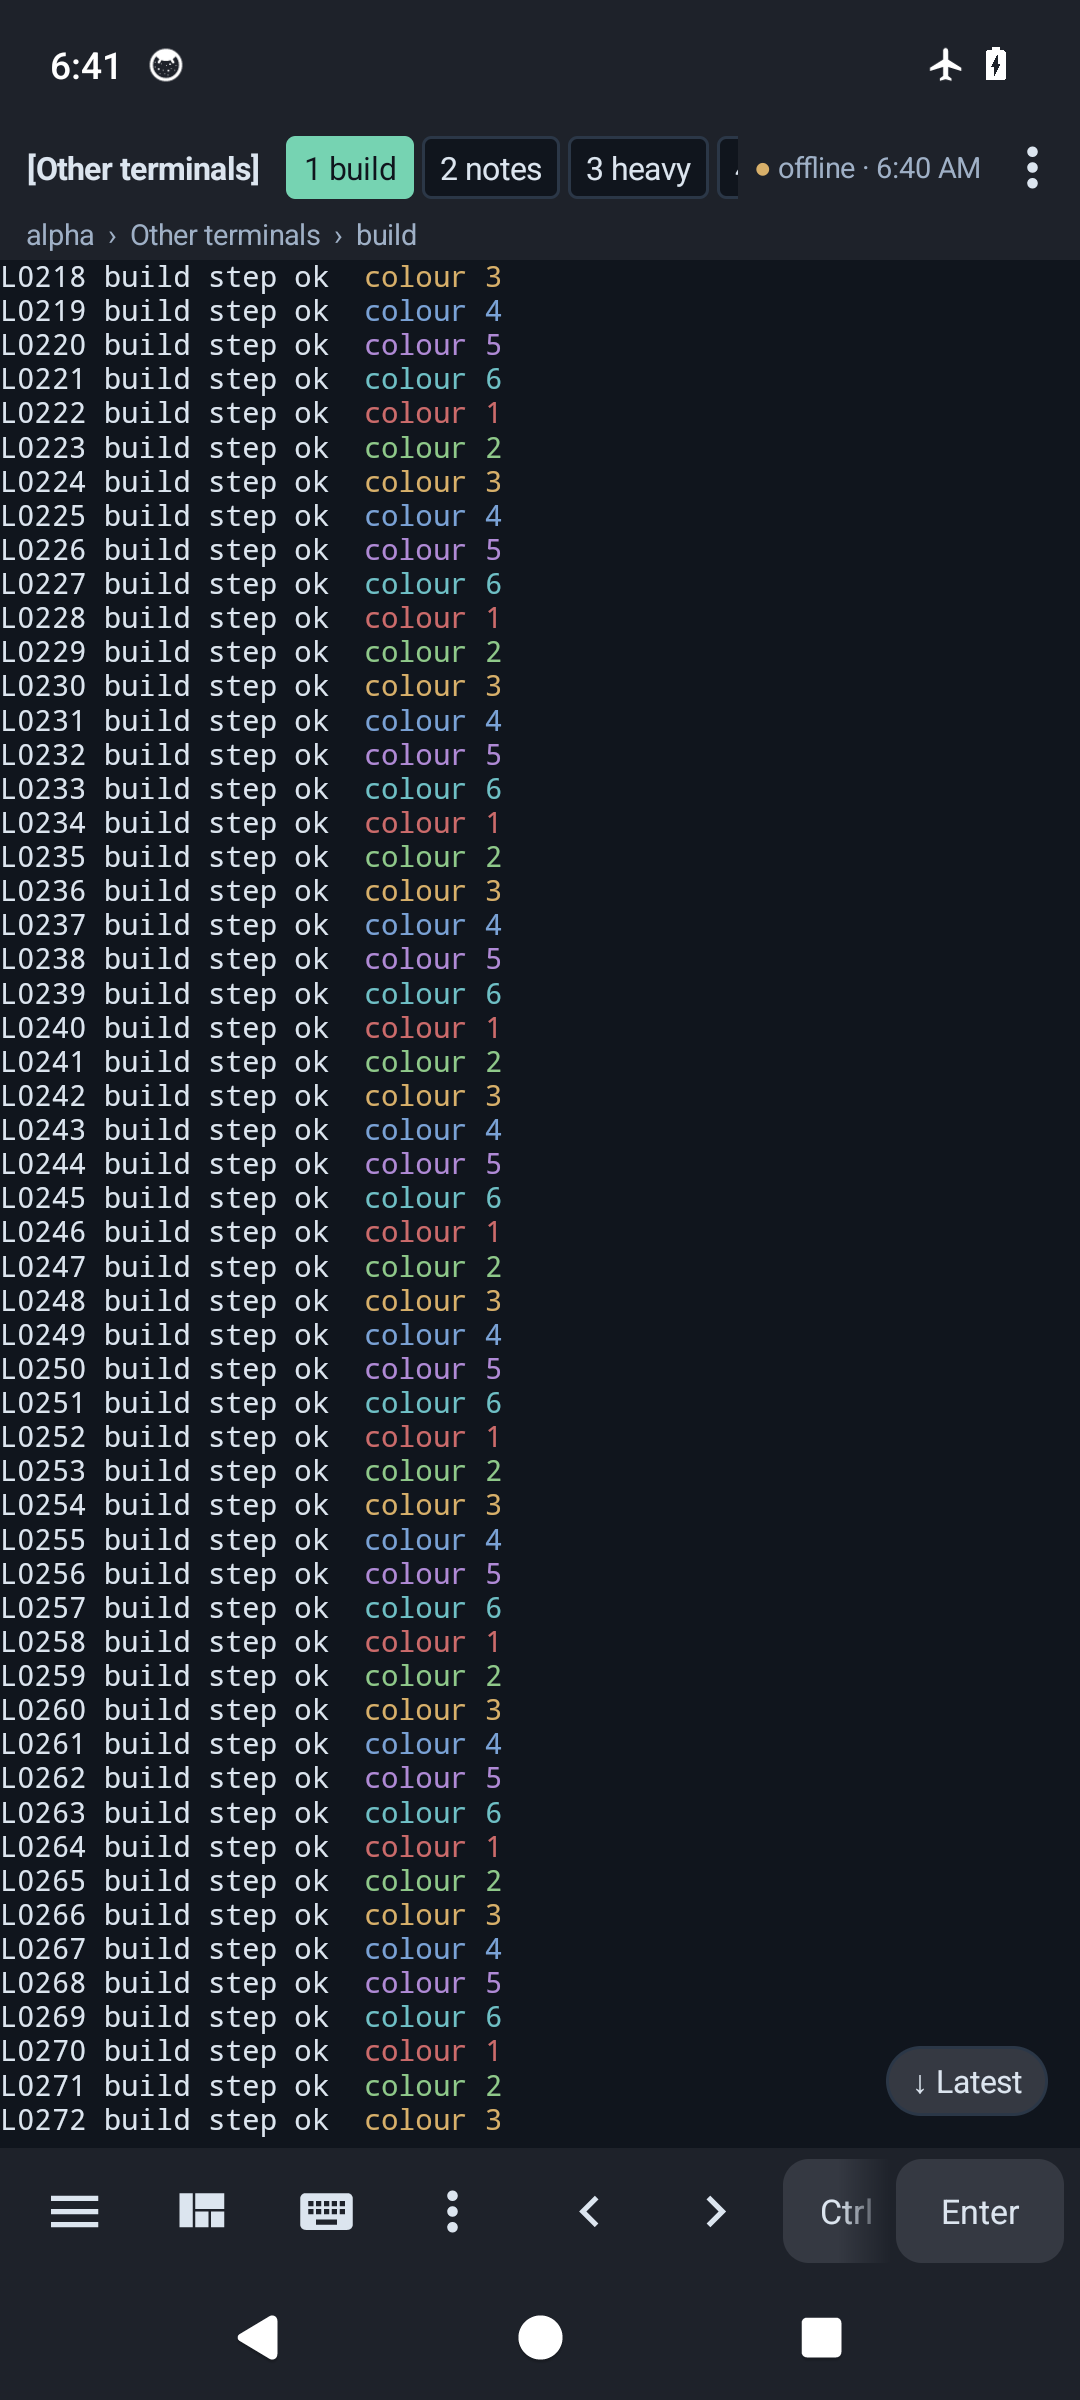 6:41
[Other terminals] 1 build 2 notes 3 heavy offline · 6:40 AM
alpha › Other terminals › build
L0218 build step ok  colour 3
L0219 build step ok  colour 4
L0220 build step ok  colour 5
L0221 build step ok  colour 6
L0222 build step ok  colour 1
L0223 build step ok  colour 2
L0224 build step ok  colour 3
L0225 build step ok  colour 4
L0226 build step ok  colour 5
L0227 build step ok  colour 6
L0228 build step ok  colour 1
L0229 build step ok  colour 2
L0230 build step ok  colour 3
L0231 build step ok  colour 4
L0232 build step ok  colour 5
L0233 build step ok  colour 6
L0234 build step ok  colour 1
L0235 build step ok  colour 2
L0236 build step ok  colour 3
L0237 build step ok  colour 4
L0238 build step ok  colour 5
L0239 build step ok  colour 6
L0240 build step ok  colour 1
L0241 build step ok  colour 2
L0242 build step ok  colour 3
L0243 build step ok  colour 4
L0244 build step ok  colour 5
L0245 build step ok  colour 6
L0246 build step ok  colour 1
L0247 build step ok  colour 2
L0248 build step ok  colour 3
L0249 build step ok  colour 4
L0250 build step ok  colour 5
L0251 build step ok  colour 6
L0252 build step ok  colour 1
L0253 build step ok  colour 2
L0254 build step ok  colour 3
L0255 build step ok  colour 4
L0256 build step ok  colour 5
L0257 build step ok  colour 6
L0258 build step ok  colour 1
L0259 build step ok  colour 2
L0260 build step ok  colour 3
L0261 build step ok  colour 4
L0262 build step ok  colour 5
L0263 build step ok  colour 6
L0264 build step ok  colour 1
L0265 build step ok  colour 2
L0266 build step ok  colour 3
L0267 build step ok  colour 4
L0268 build step ok  colour 5
L0269 build step ok  colour 6
L0270 build step ok  colour 1
L0271 build step ok  colour 2
L0272 build step ok  colour 3
↓ Latest
Ctrl Enter